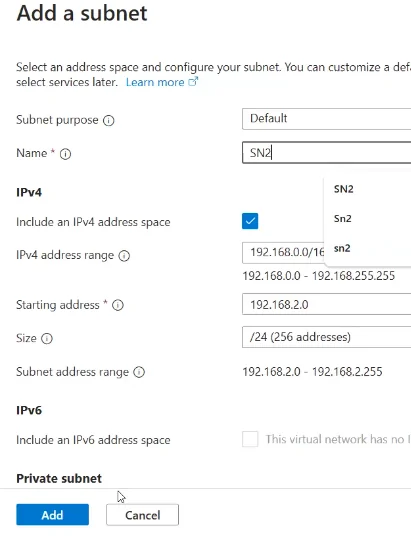 Add a subnet
Select an address space and configure your subnet. You can customize a def
select services later. Learn more
Subnet purpose
Default
Name *
SN2
SN2
IPv4
Sn2
Include an IPv4 address space
sn2
IPv4 address range
192.168.0.0/16
192.168.0.0 - 192.168.255.255
Starting address *
192.168.2.0
Size
/24 (256 addresses)
Subnet address range
192.168.2.0 - 192.168.2.255
IPv6
Include an IPv6 address space
This virtual network has no
Private subnet
Add
Cancel